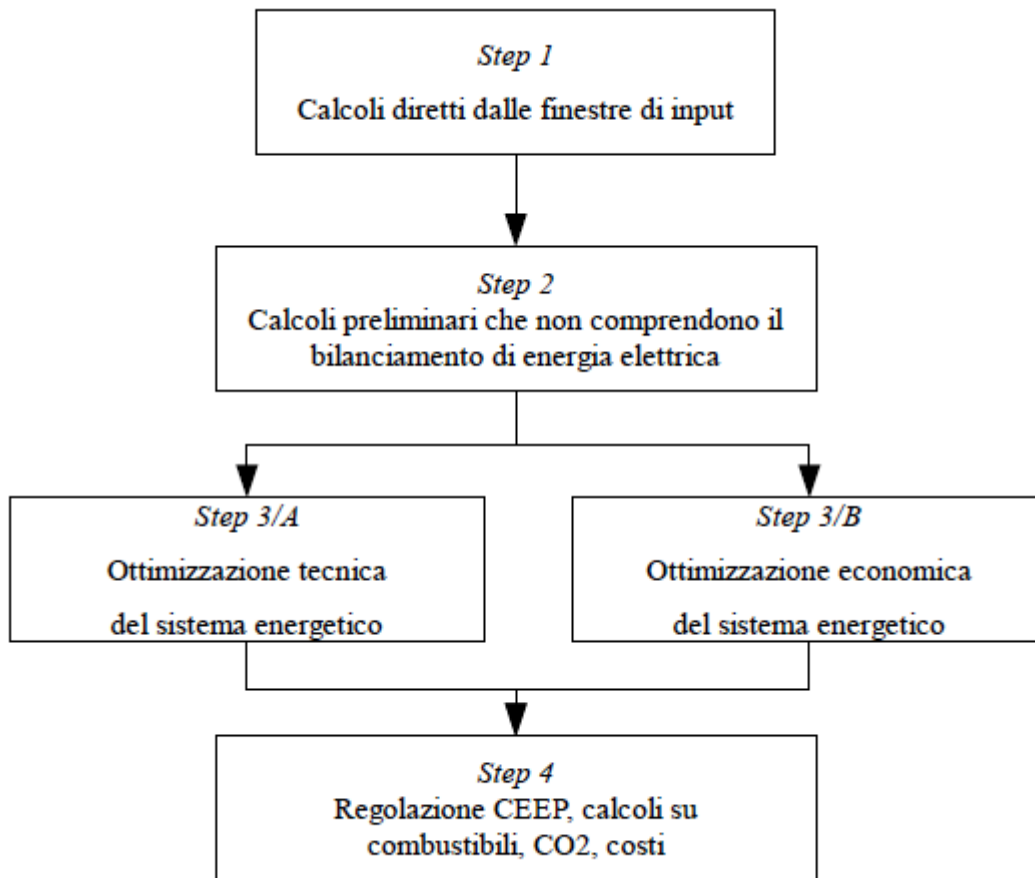 Step 1
Calcoli diretti dalle finestre di input
Step 2
Calcoli preliminari che non comprendono il
bilanciamento di energia elettrica
Step 3/A
Ottimizzazione tecnica
del sistema energetico
Step 3/B
Ottimizzazione economica
del sistema energetico
Step 4
Regolazione CEEP, calcoli su
combustibili, CO2, costi